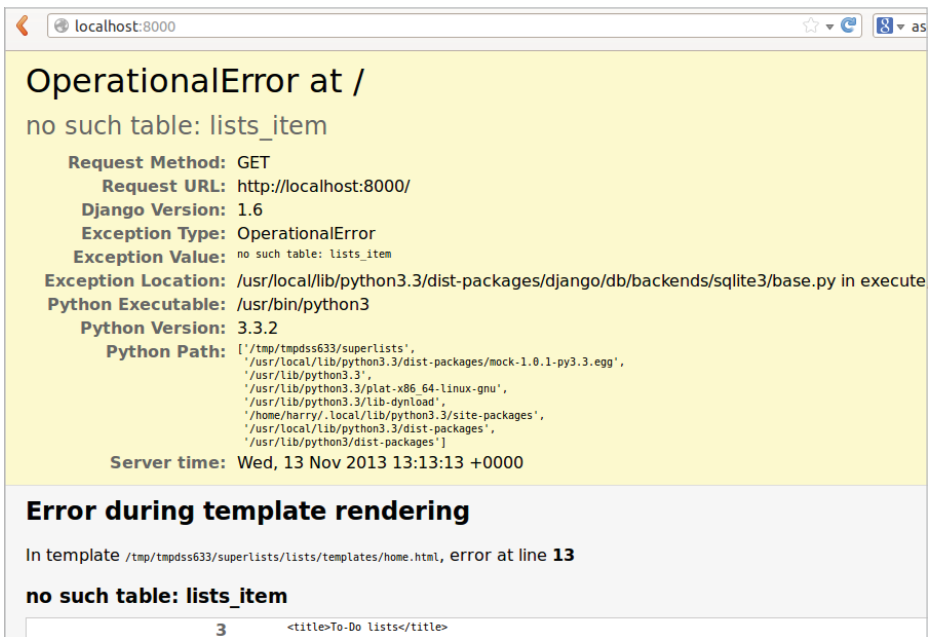 localhost:8000
8 as
OperationalError at /
no such table: lists_item
Request Method: GET
Request URL: http://localhost:8000/
Django Version: 1.6
Exception Type: OperationalError
Exception Value: no such table: lists_item
Exception Location: /usr/local/lib/python3.3/dist-packages/django/db/backends/sqlite3/base.py in execute
Python Executable: /usr/bin/python3
Python Version: 3.3.2
Python Path: ['/tmp/tmpdss633/superlists',
'/usr/local/lib/python3.3/dist-packages/mock-1.0.1-py3.3.egg',
'/usr/lib/python3.3',
'/usr/lib/python3.3/plat-x86_64-linux-gnu',
'/usr/lib/python3.3/lib-dynload',
'/home/harry/.local/lib/python3.3/site-packages',
'/usr/local/lib/python3.3/dist-packages',
'/usr/lib/python3/dist-packages']
Server time: Wed, 13 Nov 2013 13:13:13 +0000
Error during template rendering
In template /tmp/tmpdss633/superlists/lists/templates/home.html, error at line 13
no such table: lists_item
3 <title>To-Do lists</title>